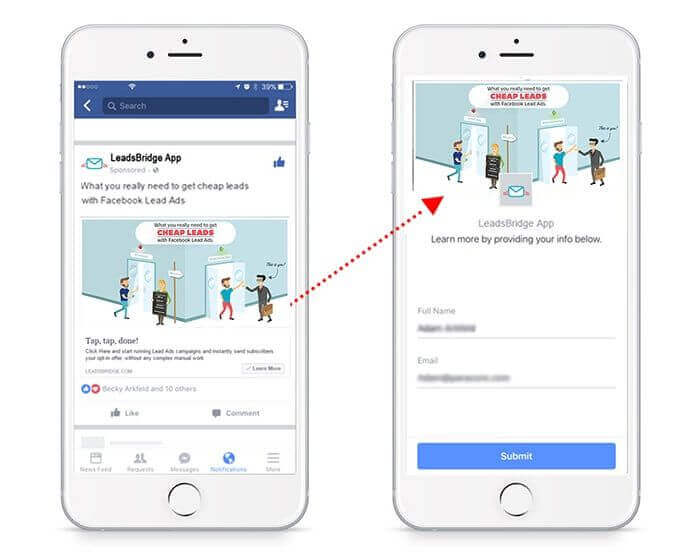 39%
Search
LeadsBridge App
Sponsored
What you really need to get cheap leads
with Facebook Lead Ads
What you really need to get
CHEAP LEADS
with Facebook Lead Ads.
This is you!
Tap, tap, done!
Click Here and start running Lead Ads campaigns and instantly send subscribers
your opt-in offer without any complex manual work
LEADSBRIDGE.COM
Learn More
Becky Arkfeld and 10 others
Like
Comment
News Feed
Requests
Messages
Notifications
More
What you really need to get
CHEAP LEADS
with Facebook Lead Ads.
This is you!
LeadsBridge App
Learn more by providing your info below.
Full Name
Email
Submit